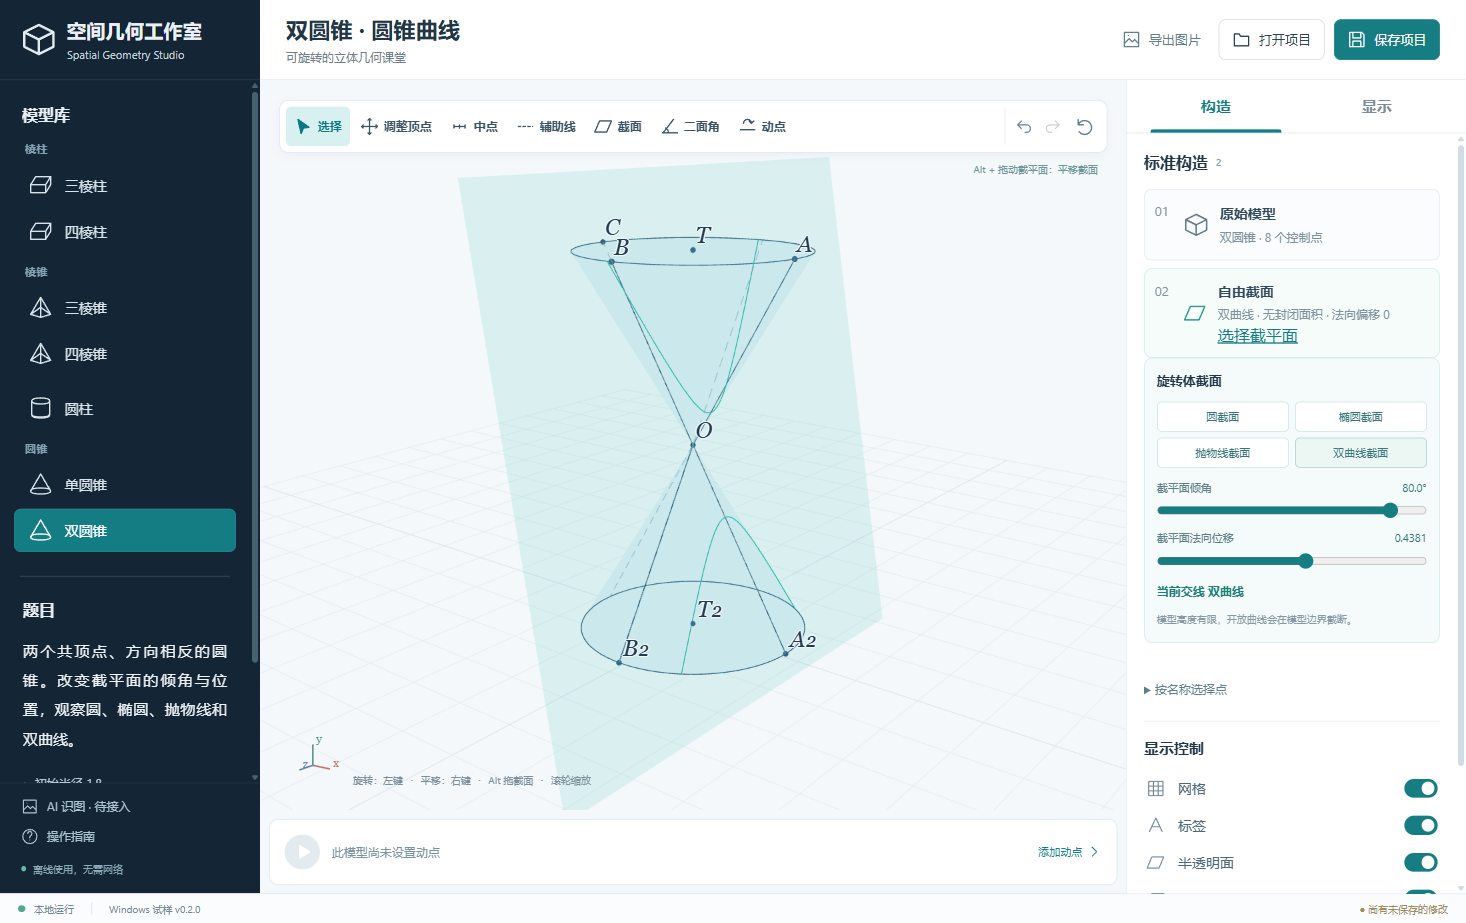 空间几何工作室
Spatial Geometry Studio
模型库
棱柱
三棱柱
四棱柱
棱锥
三棱锥
四棱锥
圆柱
圆锥
单圆锥
双圆锥
题目
两个共顶点、方向相反的圆
锥。改变截平面的倾角与位
置，观察圆、椭圆、抛物线和
双曲线。
AI 识图 · 待接入
操作指南
离线使用，无需网络
双圆锥 · 圆锥曲线
可旋转的立体几何课堂
导出图片
打开项目
保存项目
选择
调整顶点
中点
辅助线
截面
二面角
动点
Alt + 拖动截平面：平移截面
C
B
T
A
O
T2
B2
A2
y
z
x
旋转：左键 · 平移：右键 · Alt 拖截面 · 滚轮缩放
此模型尚未设置动点
添加动点
构造
显示
标准构造 2
01
原始模型
双圆锥 · 8 个控制点
02
自由截面
双曲线 · 无封闭面积 · 法向偏移 0
选择截平面
旋转体截面
圆截面
椭圆截面
抛物线截面
双曲线截面
截平面倾角 80.0°
截平面法向位移 0.4381
当前交线 双曲线
模型高度有限，开放曲线会在模型边界截断。
按名称选择点
显示控制
网格
标签
半透明面
本地运行
Windows 试样 v0.2.0
尚有未保存的修改